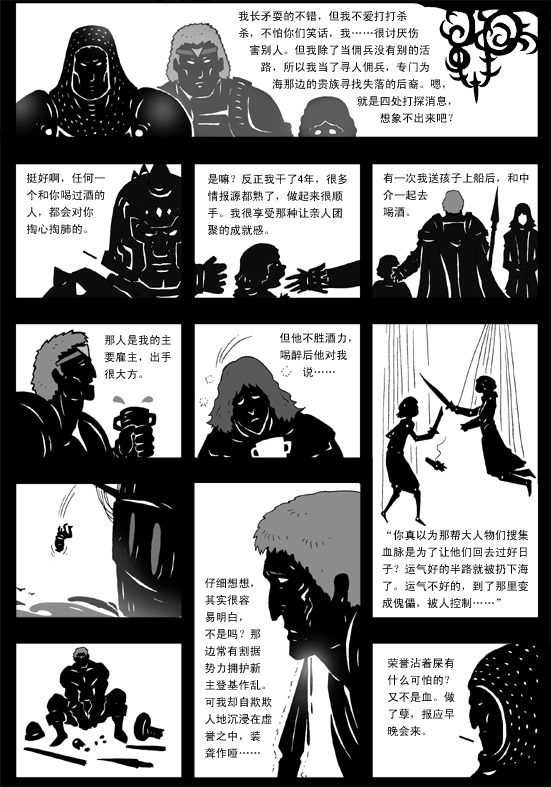 我长矛耍的不错，但我不爱打打杀
杀，不怕你们笑话，我……很讨厌伤
害别人。但我除了当佣兵没有别的活
路，所以我当了寻人佣兵，专门为
海那边的贵族寻找失落的后裔。嗯，
就是四处打探消息，
想象不出来吧？
挺好啊，任何一
个和你喝过酒的
人，都会对你
掏心掏肺的。
是嘛？反正我干了4年，很多
情报源都熟了，做起来很顺
手。我很享受那种让亲人团
聚的成就感。
有一次我送孩子上船后，和中
介一起去
喝酒。
那人是我的主
要雇主，出手
很大方。
但他不胜酒力，
喝醉后他对我
说……
“你真以为那帮大人物们搜集
血脉是为了让他们回去过好日
子？运气好的半路就被扔下海
了。运气不好的，到了那里变
成傀儡，被人控制……”
仔细想想，
其实很容
易明白，
不是吗？那
边常有割据
势力拥护新
主登基作乱。
可我却自欺欺
人地沉浸在虚
誉之中，装
聋作哑……
荣誉沾着屎有
什么可怕的？
又不是血。做
了孽，报应早
晚会来。